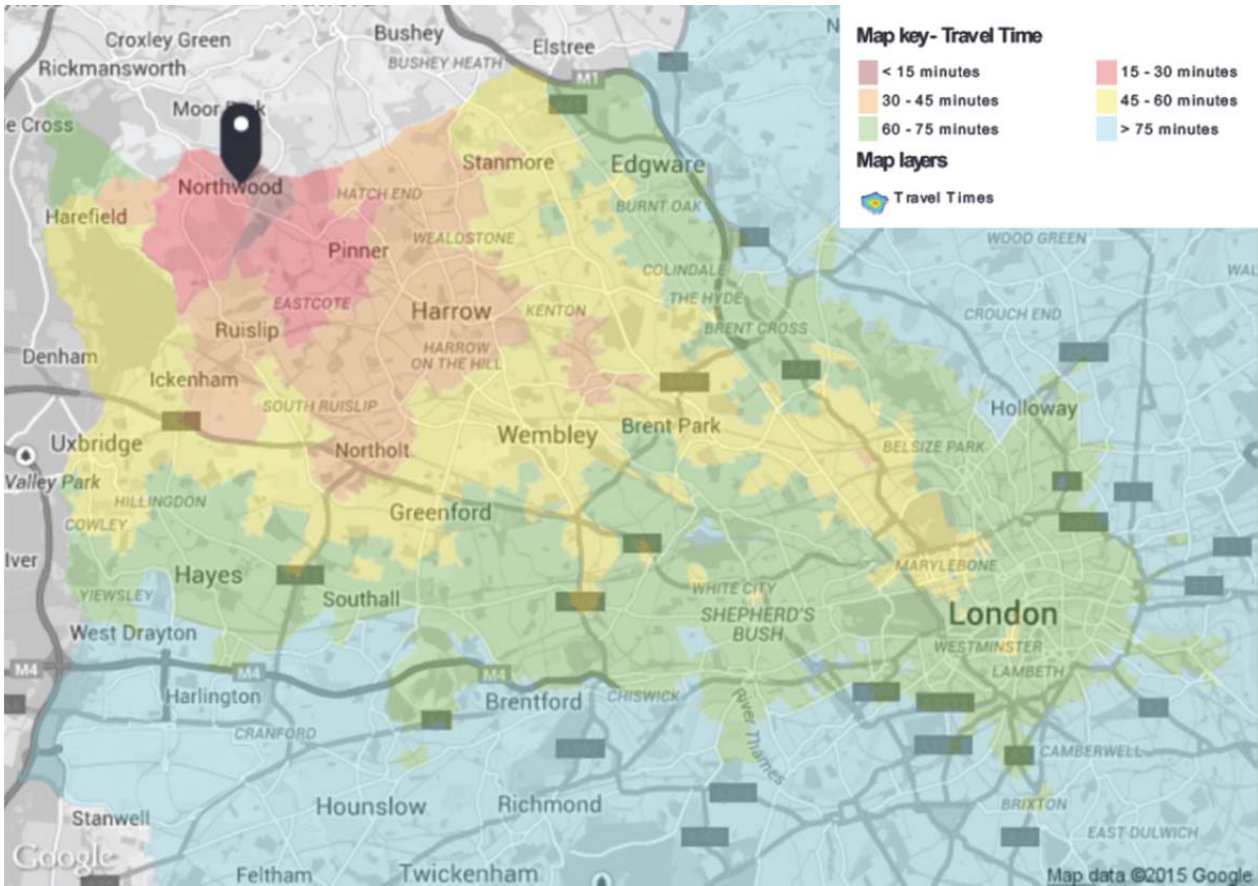 Croxley Green
Bushey
Elstree
BUSHEY HEATH
Rickmansworth
M1
Map key - Travel Time
< 15 minutes
15 - 30 minutes
30 - 45 minutes
45 - 60 minutes
60 - 75 minutes
> 75 minutes
Map layers
Travel Times
Moor Park
e Cross
Stanmore
Edgware
Northwood
HATCH END
BURNT OAK
Harefield
WEALDSTONE
WOOD GREEN
Pinner
COLINDALE
WAL
EASTCOTE
THE HYDE
Harrow
KENTON
CROUCH END
Ruislip
BRENT CROSS
HARROW
ON THE HILL
Denham
Ickenham
SOUTH RUISLIP
Holloway
Brent Park
Wembley
Uxbridge
Northolt
BELSIZE PARK
Valley Park
HILLINGDON
Greenford
COWLEY
Iver
MARYLEBONE
Hayes
WHITE CITY
VIEWSLEY
Southall
SHEPHERD'S
BUSH
London
West Drayton
WESTMINSTER
M4
M4
M4
LAMBETH
Harlington
Brentford
CHISWICK
River Thames
CRANFORD
CAMBERWELL
Hounslow
Richmond
BRIXTON
Stanwell
EAST DULWICH
Google
Feltham
Twickenham
Map data ©2015 Google